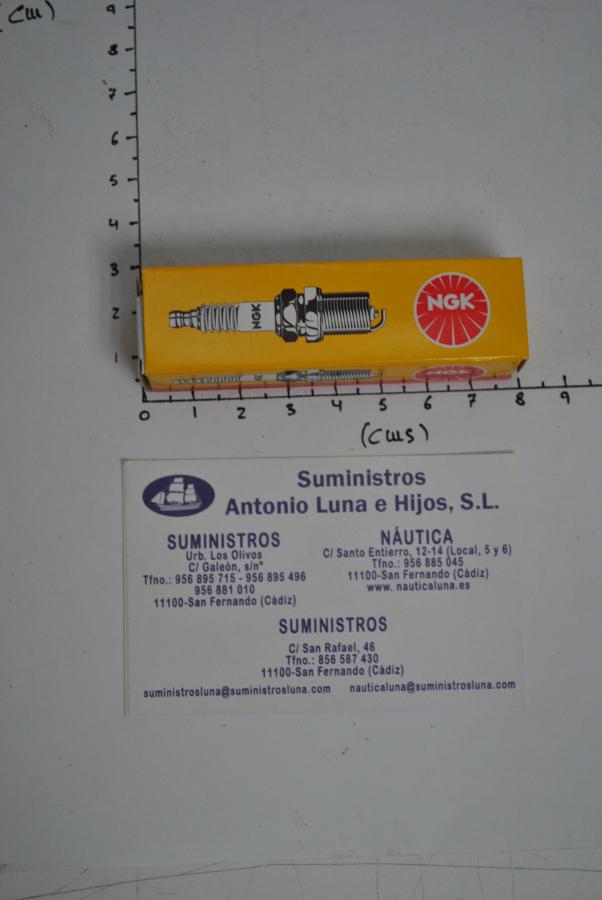 (cm)
9
8
7
6
5
4
3
2
1
NGK
NGK
NGK
0 1 2 3 4 5 6 7 8 9
(cms)
Suministros
Antonio Luna e Hijos, S.L.
SUMINISTROS
Urb. Los Olivos
C/ Galeón, s/nº
Tfno.: 956 895 715 - 956 895 496
956 881 010
11100-San Fernando (Cádiz)
NÁUTICA
C/ Santo Entierro, 12-14 (Local, 5 y 6)
Tfno.: 956 885 045
11100-San Fernando (Cádiz)
www. nauticaluna.es
SUMINISTROS
C/ San Rafael, 46
Tfno.: 856 587 430
11100-San Fernando (Cádiz)
suministrosluna@suministrosluna.com nauticaluna@suministrosluna.com